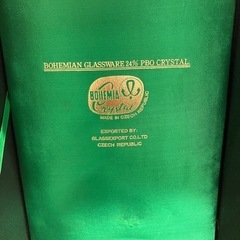 BOHEMIAN GLASSWARE 24% PBO CRYSTAL
BOHEMIA
Crystal
MADE IN CZECH REPUBLIC
EXPORTED BY:
GLASSEXPORT CO.LTD
CZECH REPUBLIC